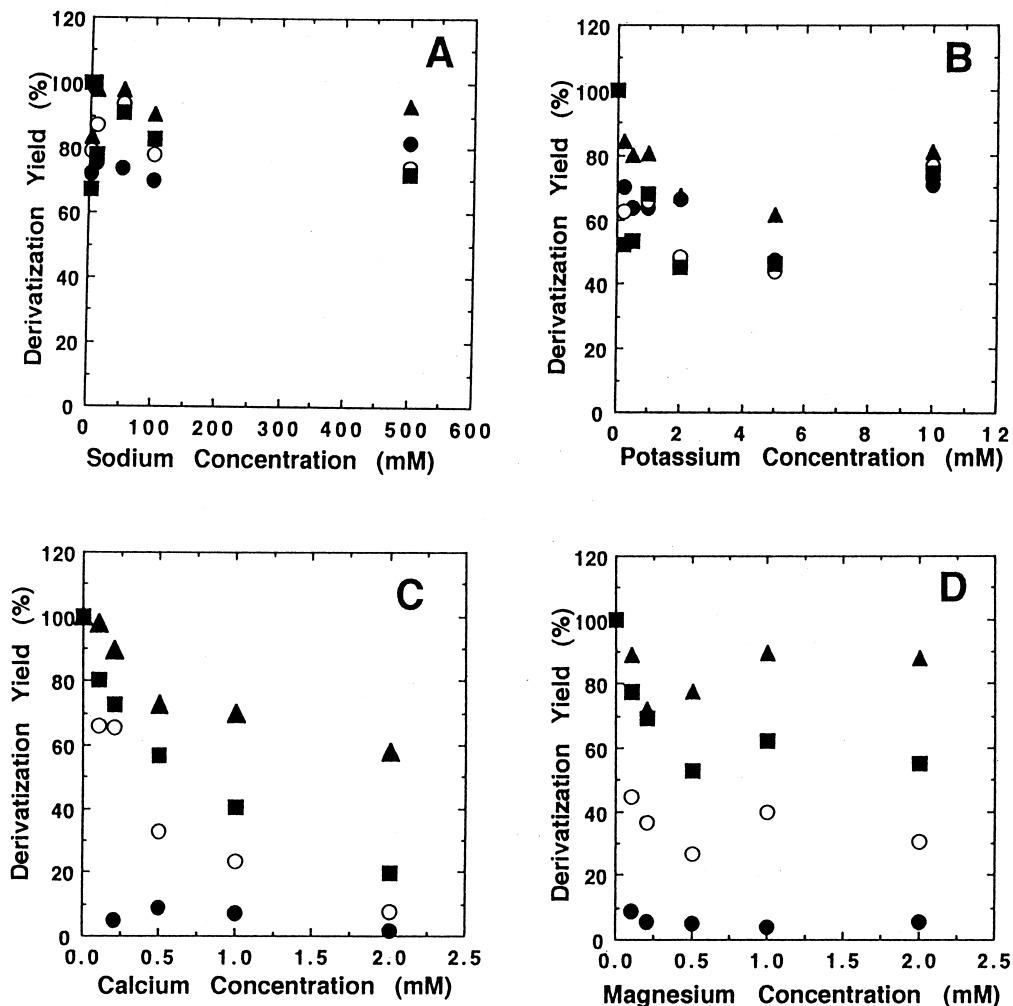 A
120
100
80
60
40
20
0
Derivatization Yield (%)
0 100 200 300 400 500 600
Sodium Concentration (mM)
B
120
100
80
60
40
20
0
Derivatization Yield (%)
0 2 4 6 8 10 12
Potassium Concentration (mM)
C
120
100
80
60
40
20
0
Derivatization Yield (%)
0.0 0.5 1.0 1.5 2.0 2.5
Calcium Concentration (mM)
D
120
100
80
60
40
20
0
Derivatization Yield (%)
0.0 0.5 1.0 1.5 2.0 2.5
Magnesium Concentration (mM)